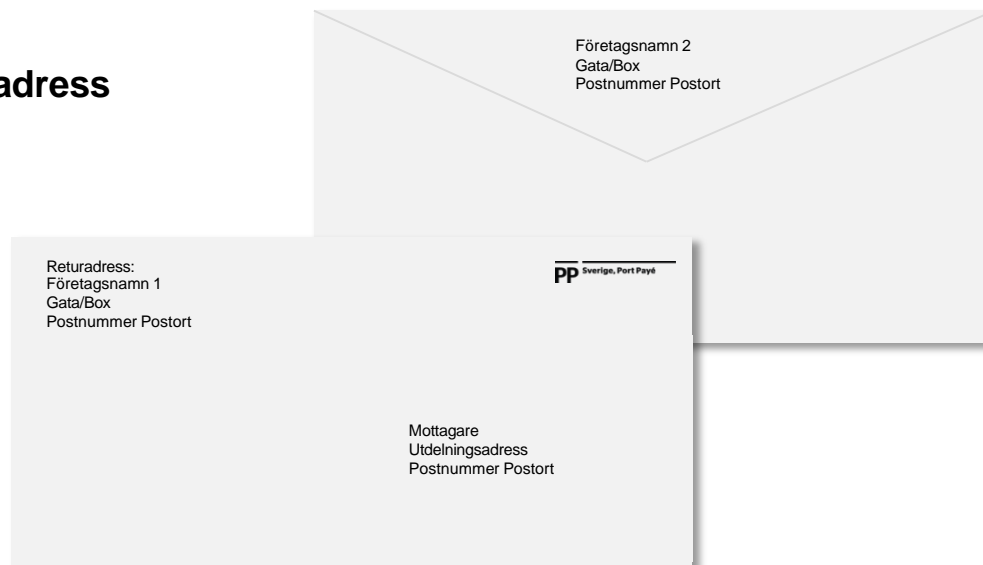 adress
Företagsnamn 2
Gata/Box
Postnummer Postort
Returadress:
Företagsnamn 1
Gata/Box
Postnummer Postort
PP Sverige, Port Payé
Mottagare
Utdelningsadress
Postnummer Postort